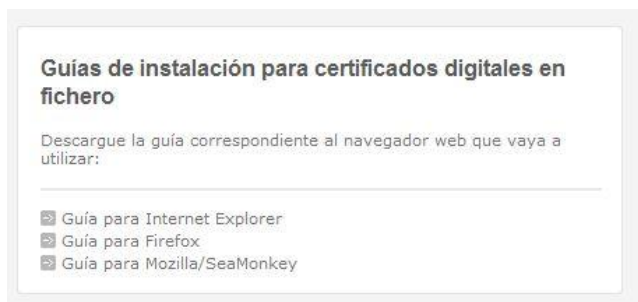 Guías de instalación para certificados digitales en
fichero
Descargue la guía correspondiente al navegador web que vaya a
utilizar:
Guía para Internet Explorer
Guía para Firefox
Guía para Mozilla/SeaMonkey